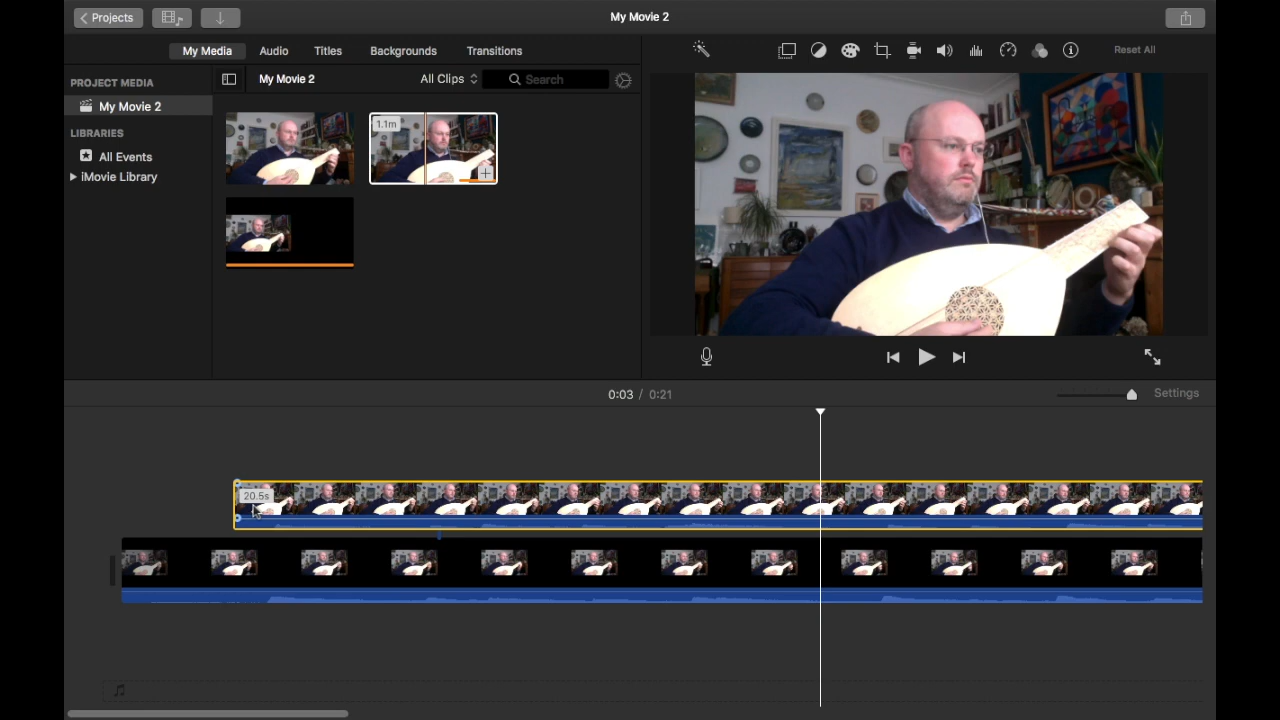 Projects
My Movie 2
My Media
Audio
Titles
Backgrounds
Transitions
Reset All
PROJECT MEDIA
My Movie 2
All Clips
Search
My Movie 2
LIBRARIES
All Events
iMovie Library
1.1m
0:03 / 0:21
Settings
20.5s